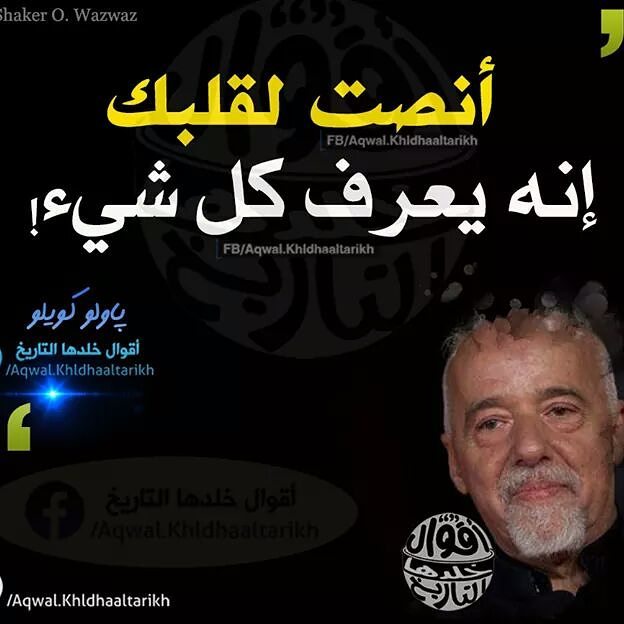 Shaker O. Wazwaz
أنصت لقلبك
FB/Aqwal.Khldhaaltarikh
إنه يعرف كل شيء!
FB/Aqwal.Khldhaaltarikh
پاولو كويلو
أقوال خلدها التاريخ
/Aqwal.Khldhaaltarikh
أقوال خلدها التاريخ
/Aqwal.Khldhaaltarikh
أقوال
خلدها
التاريخ
/Aqwal.Khldhaaltarikh